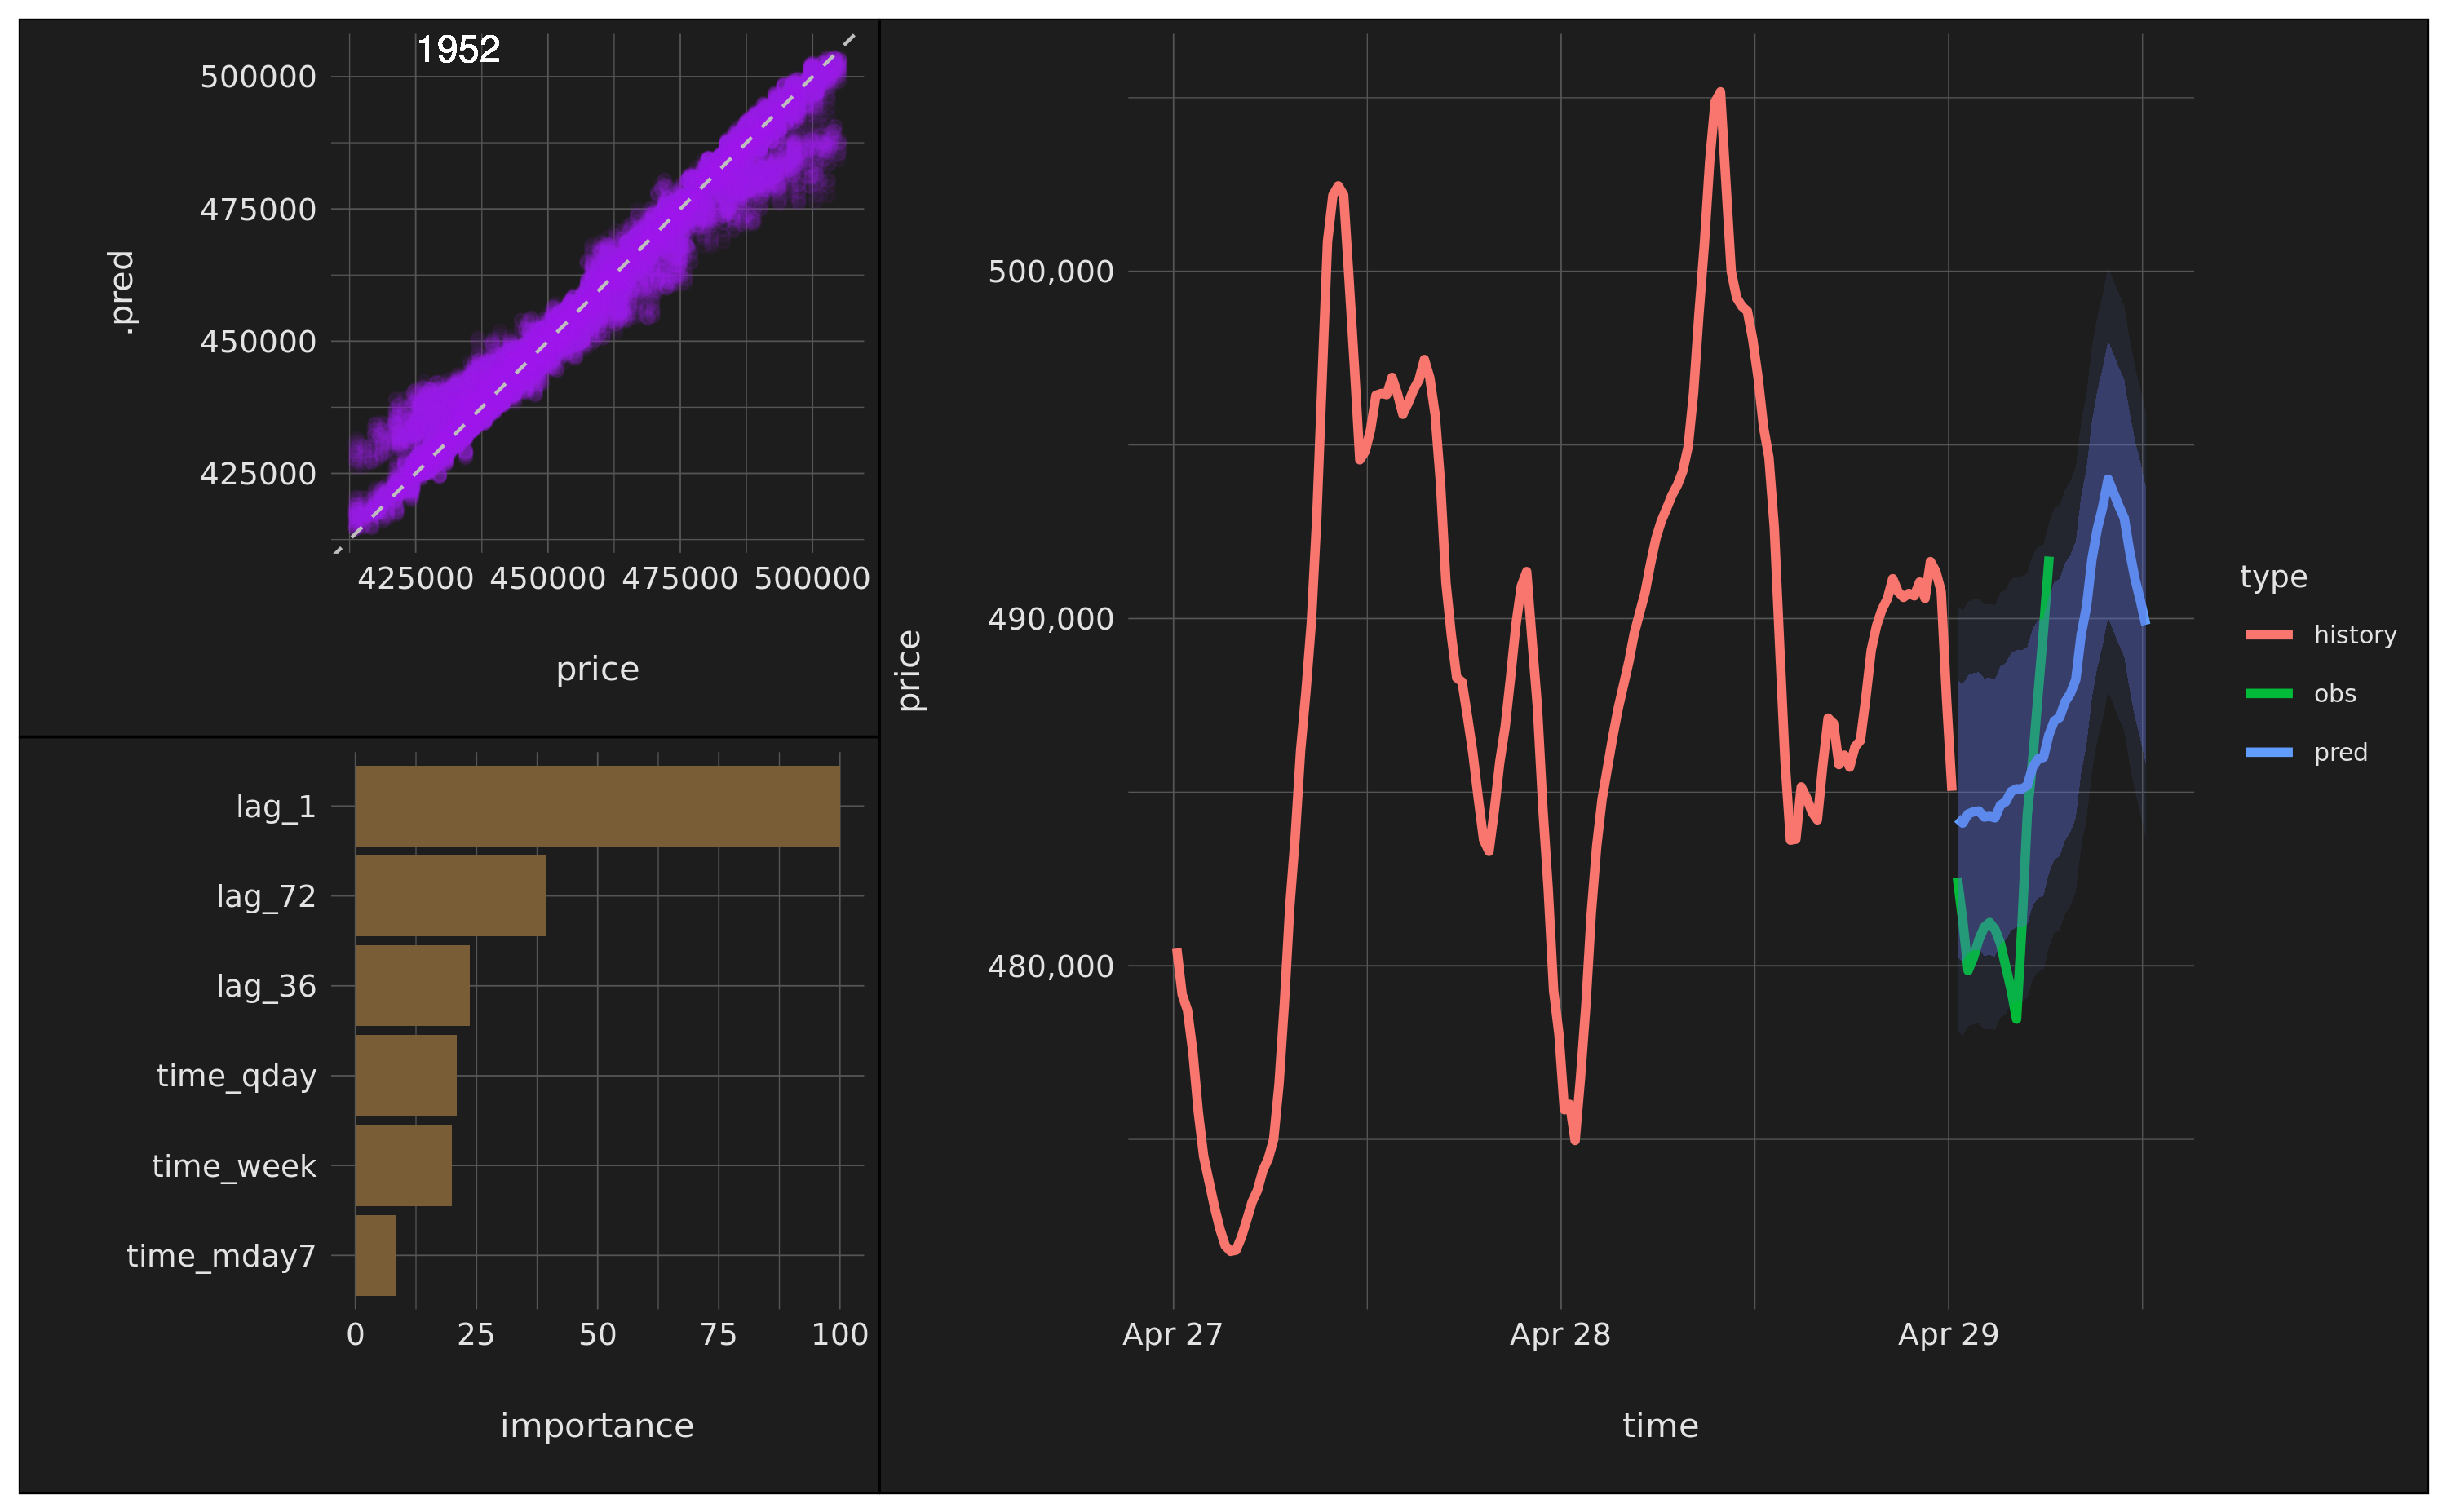 1952
500000
475000
450000
425000
.pred
425000 450000 475000 500000
price
lag_1
lag_72
lag_36
time_qday
time_week
time_mday7
0 25 50 75 100
importance
500,000
490,000
480,000
price
Apr 27 Apr 28 Apr 29
time
type
history
obs
pred